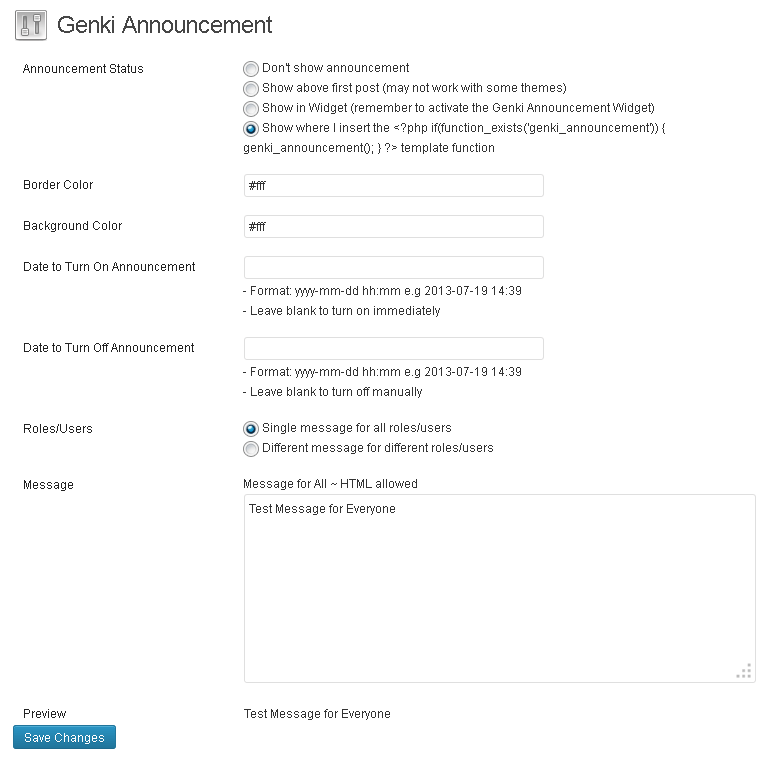 Genki Announcement
Announcement Status
Don't show announcement
Show above first post (may not work with some themes)
Show in Widget (remember to activate the Genki Announcement Widget)
Show where I insert the <?php if(function_exists('genki_announcement')) {
genki_announcement(); } ?> template function
Border Color
#fff
Background Color
#fff
Date to Turn On Announcement
- Format: yyyy-mm-dd hh:mm e.g 2013-07-19 14:39
- Leave blank to turn on immediately
Date to Turn Off Announcement
- Format: yyyy-mm-dd hh:mm e.g 2013-07-19 14:39
- Leave blank to turn off manually
Roles/Users
Single message for all roles/users
Different message for different roles/users
Message
Message for All ~ HTML allowed
Test Message for Everyone
Preview
Test Message for Everyone
Save Changes